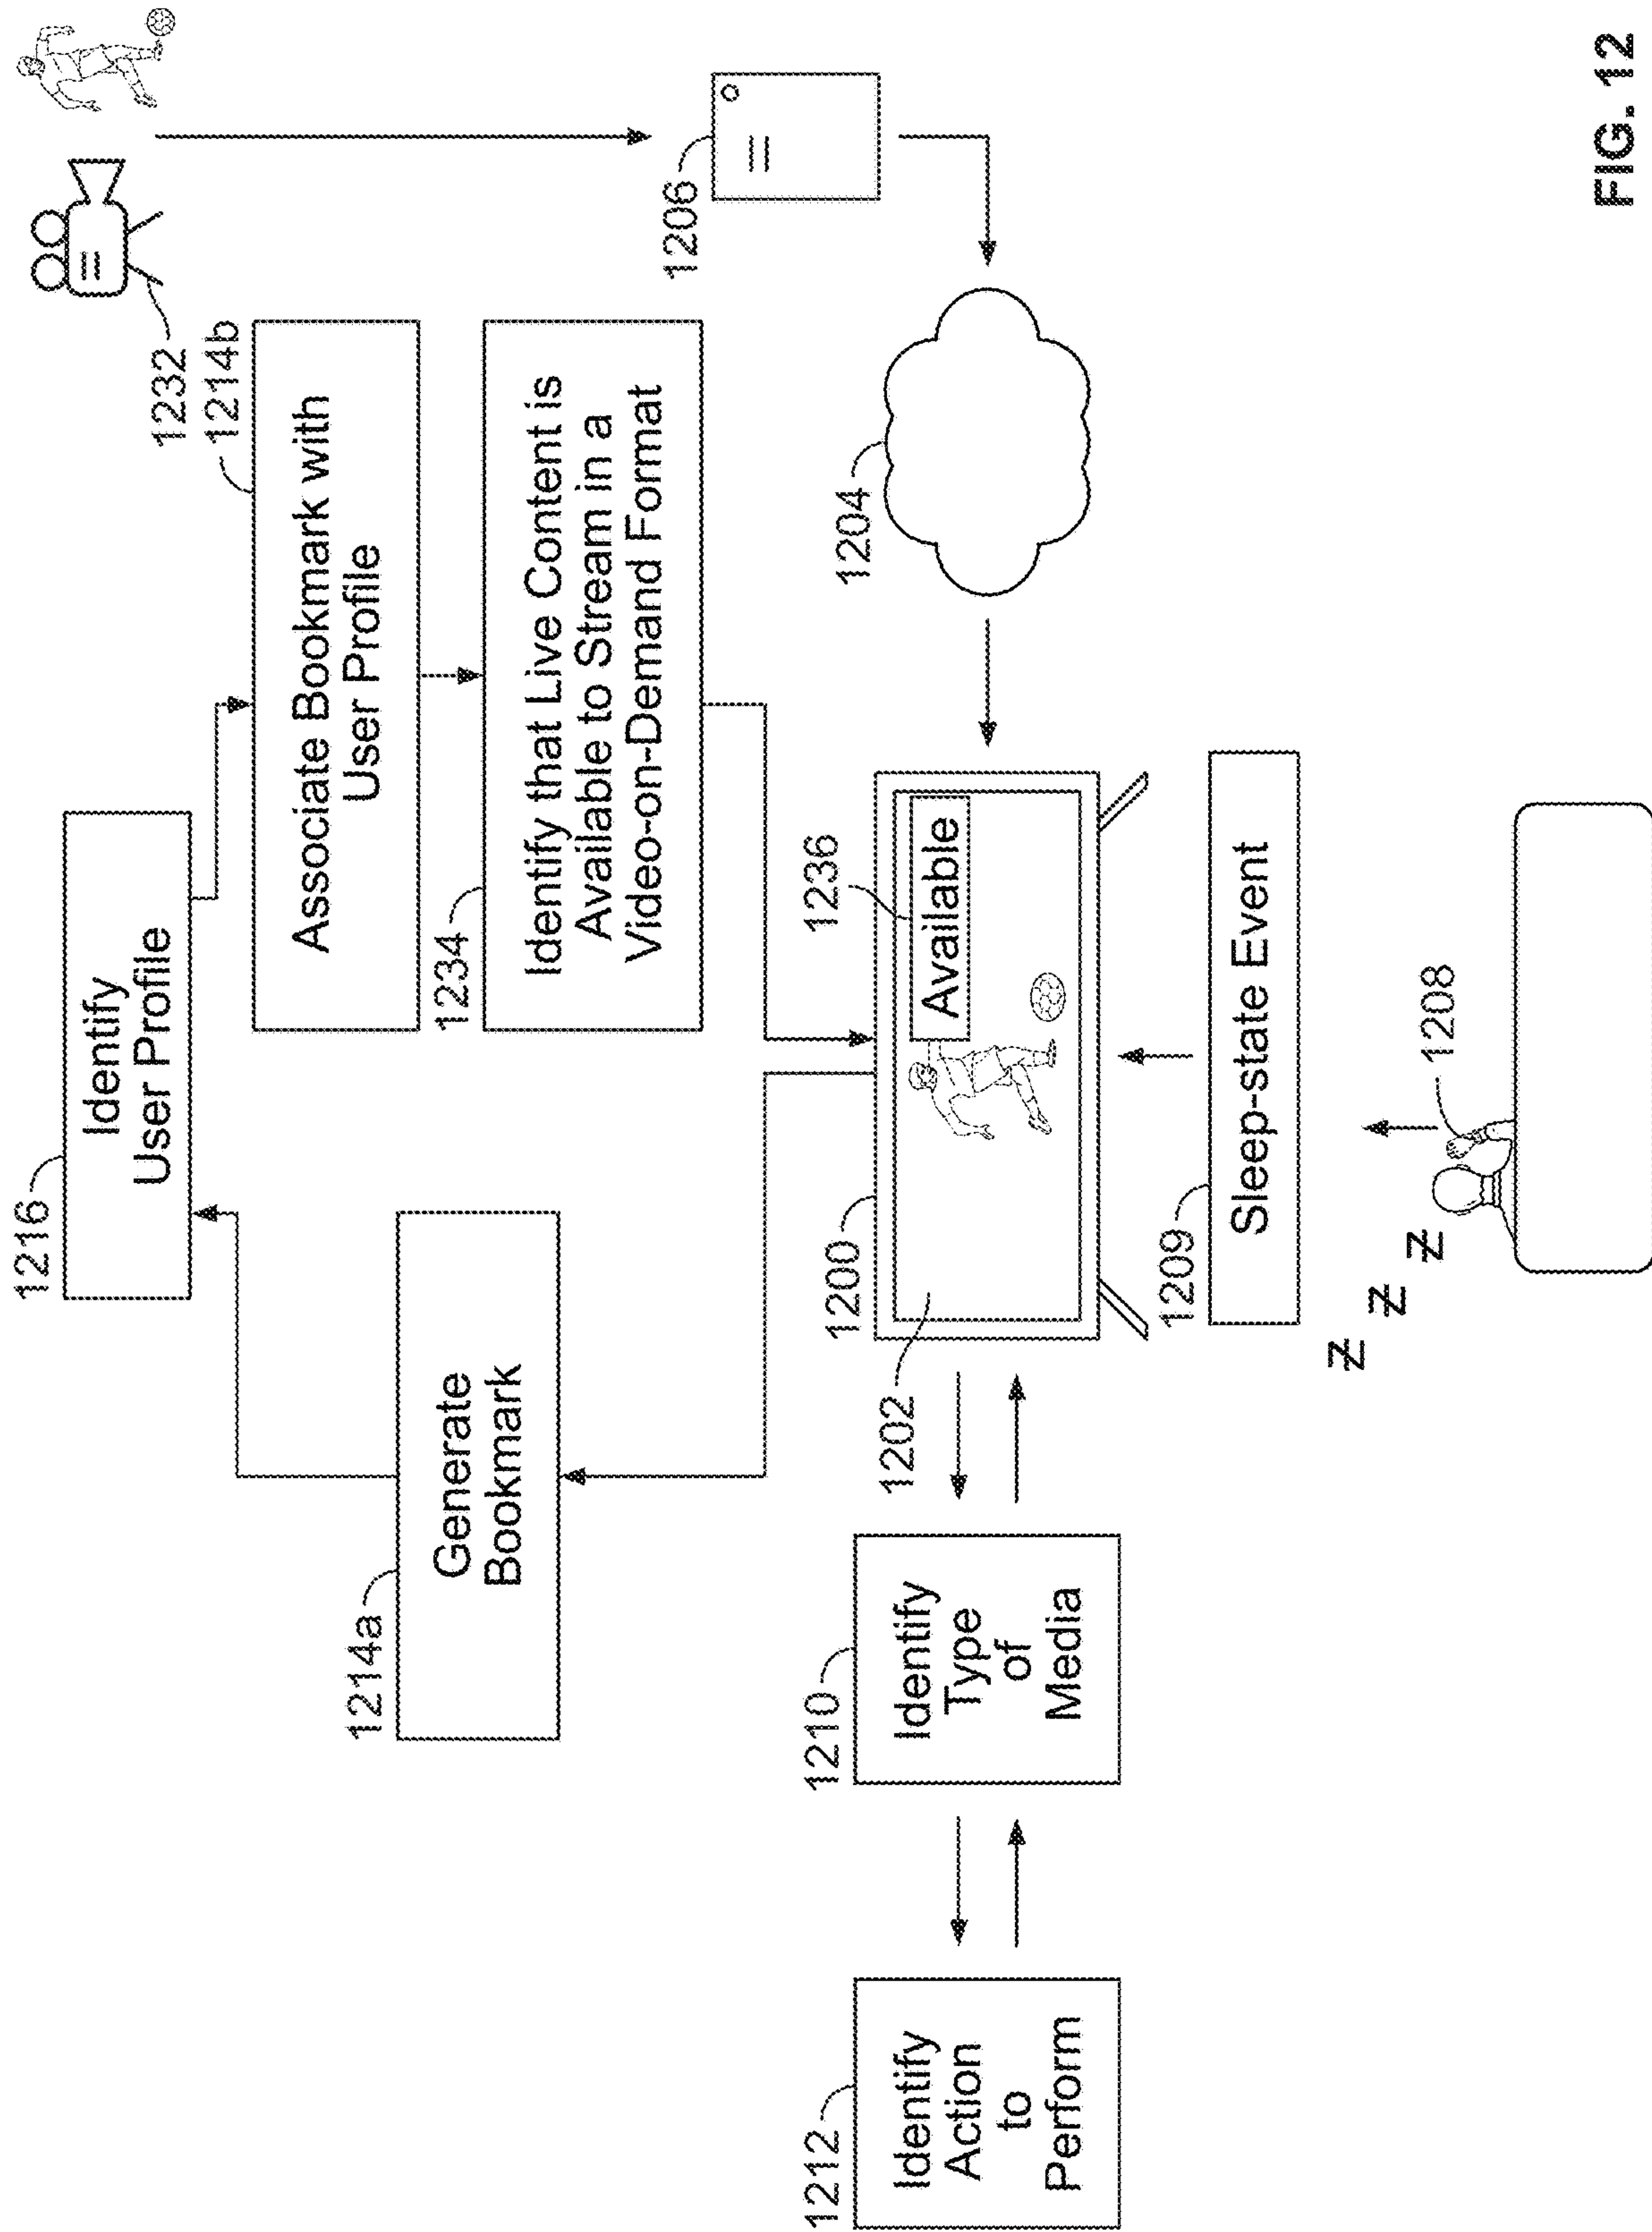 1216
Identify
User Profile
1232
1214b
Associate Bookmark with
User Profile
1214a
Generate
Bookmark
1234
Identify that Live Content is
Available to Stream in a
Video-on-Demand Format
1206
1212
Identify
Action
to
Perform
1210
Identify
Type
of
Media
1202
1200
1236
Available
1204
1209
Sleep-state Event
Z Z Z
1208
FIG. 12